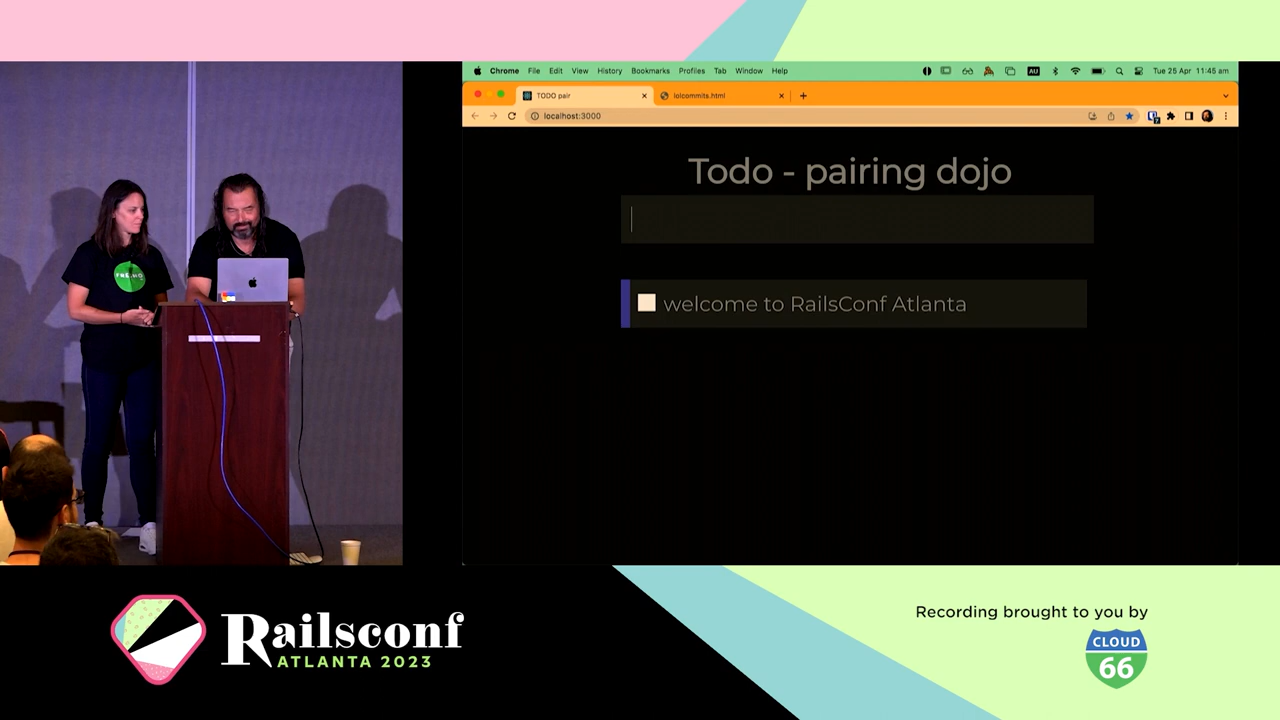 Chrome File Edit View History Bookmarks Profiles Tab Window Help AU Tue 25 Apr 11:45 am
TODO pair
lolcommits.html
localhost:3000
Todo - pairing dojo
welcome to RailsConf Atlanta
Railsconf
ATLANTA 2023
Recording brought to you by
CLOUD
66